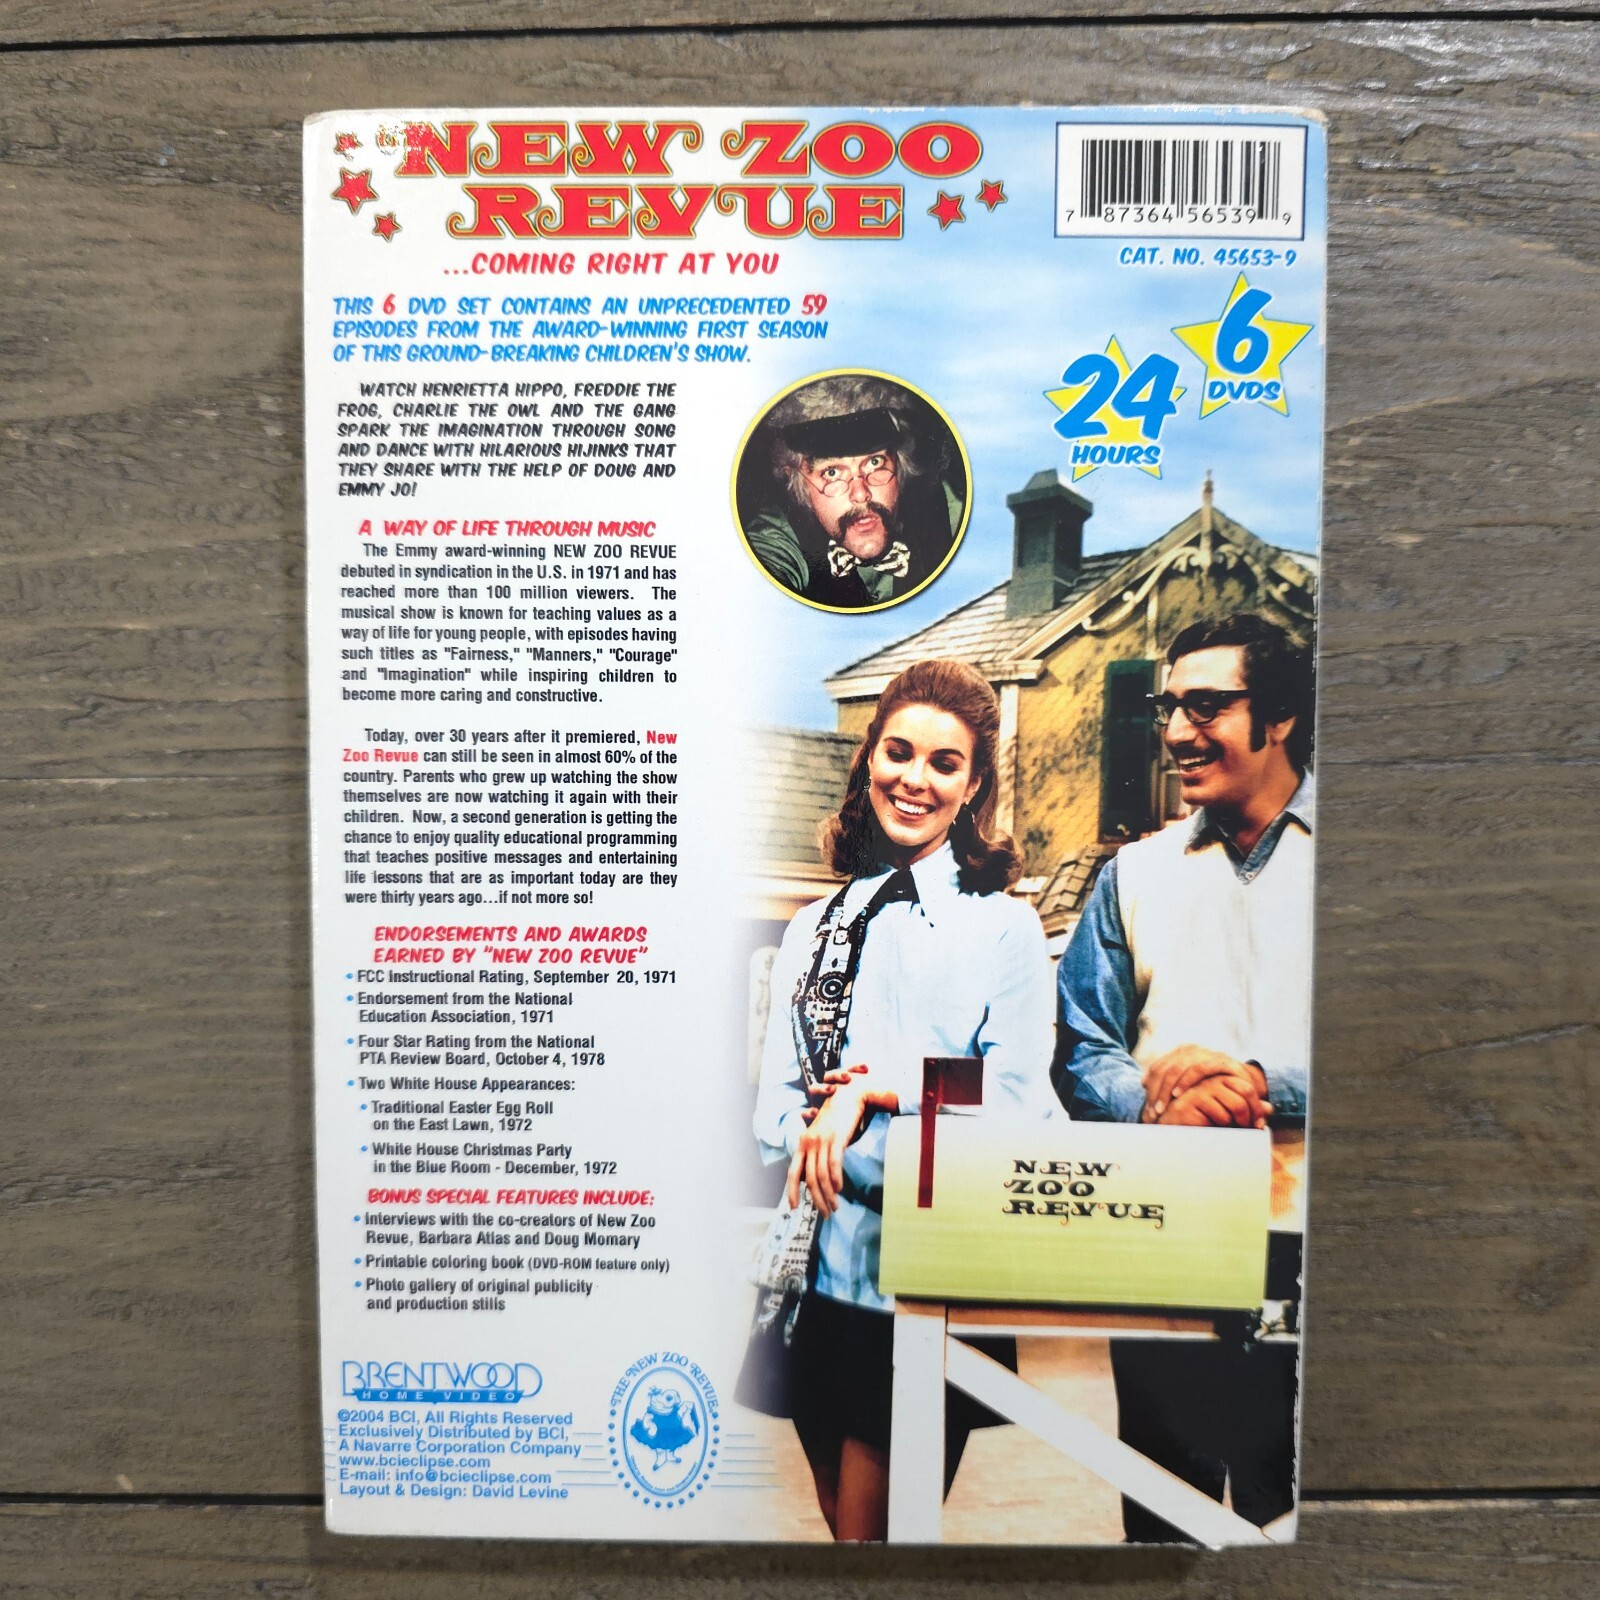 NEW ZOO
REVUE
...COMING RIGHT AT YOU
7 87364 56539 9
CAT. NO. 45653-9
THIS 6 DVD SET CONTAINS AN UNPRECEDENTED 59
EPISODES FROM THE AWARD-WINNING FIRST SEASON
OF THIS GROUND-BREAKING CHILDREN'S SHOW.
6
DVDS
24
HOURS
WATCH HENRIETTA HIPPO, FREDDIE THE
FROG, CHARLIE THE OWL AND THE GANG
SPARK THE IMAGINATION THROUGH SONG
AND DANCE WITH HILARIOUS HIJINKS THAT
THEY SHARE WITH THE HELP OF DOUG AND
EMMY JO!
A WAY OF LIFE THROUGH MUSIC
The Emmy award-winning NEW ZOO REVUE
debuted in syndication in the U.S. in 1971 and has
reached more than 100 million viewers. The
musical show is known for teaching values as a
way of life for young people, with episodes having
such titles as "Fairness," "Manners," "Courage"
and "Imagination" while inspiring children to
become more caring and constructive.
Today, over 30 years after it premiered, New
Zoo Revue can still be seen in almost 60% of the
country. Parents who grew up watching the show
themselves are now watching it again with their
children. Now, a second generation is getting the
chance to enjoy quality educational programming
that teaches positive messages and entertaining
life lessons that are as important today are they
were thirty years ago...if not more so!
ENDORSEMENTS AND AWARDS
EARNED BY "NEW ZOO REVUE"
• FCC Instructional Rating, September 20, 1971
• Endorsement from the National
Education Association, 1971
• Four Star Rating from the National
PTA Review Board, October 4, 1978
• Two White House Appearances:
• Traditional Easter Egg Roll
on the East Lawn, 1972
• White House Christmas Party
in the Blue Room - December, 1972
BONUS SPECIAL FEATURES INCLUDE:
• Interviews with the co-creators of New Zoo
Revue, Barbara Atlas and Doug Momary
• Printable coloring book (DVD-ROM feature only)
• Photo gallery of original publicity
and production stills
NEW
ZOO
REVUE
BRENTWOOD
HOME VIDEO
©2004 BCI, All Rights Reserved
Exclusively Distributed by BCI,
A Navarre Corporation Company
www.bcieclipse.com
E-mail: info@bcieclipse.com
Layout & Design: David Levine
THE NEW ZOO REVUE